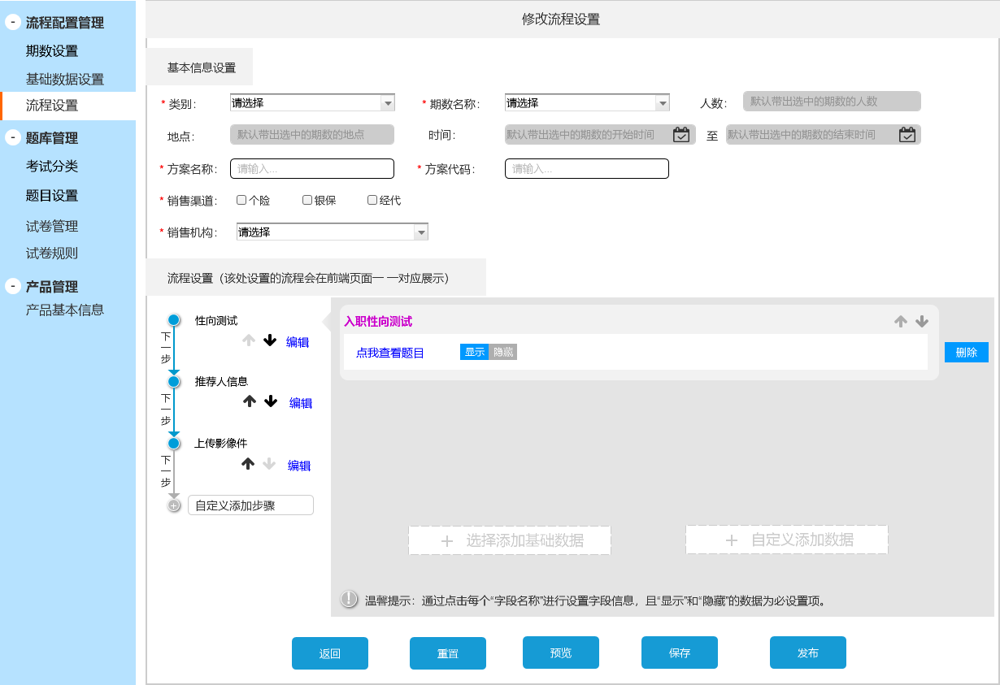 - 流程配置管理
期数设置
基础数据设置
流程设置
- 题库管理
考试分类
题目设置
试卷管理
试卷规则
- 产品管理
产品基本信息
修改流程设置
基本信息设置
* 类别： 请选择 * 期数名称： 请选择 人数： 默认带出选中的期数的人数
地点： 默认带出选中的期数的地点 时间： 默认带出选中的期数的开始时间 至 默认带出选中的期数的结束时间
* 方案名称： 请输入... * 方案代码： 请输入...
* 销售渠道： 个险 银保 经代
* 销售机构： 请选择
流程设置（该处设置的流程会在前端页面一 一对应展示）
性向测试
编辑
下一步
推荐人信息
编辑
下一步
上传影像件
编辑
下一步
自定义添加步骤
入职性向测试
点我查看题目 显示 隐藏 删除
+ 选择添加基础数据 + 自定义添加数据
温馨提示：通过点击每个“字段名称”进行设置字段信息，且“显示”和“隐藏”的数据为必设置项。
返回 重置 预览 保存 发布